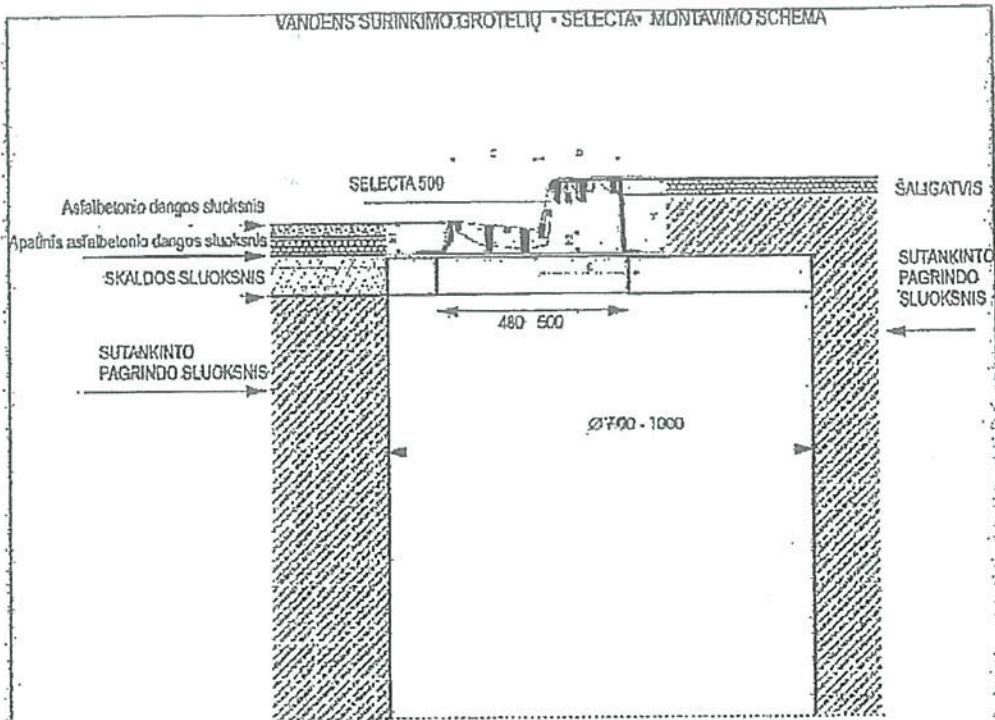 VANDENS SURINKIMO GROTELIŲ • SELECTA• MONTAVIMO SCHEMA
C
D
SELECTA 500
ŠALIGATVIS
Asfalbetonio dangos sluoksnis
Apatinis asfalbetonio dangos sluoksnis
SKALDOS SLUOKSNIS
SUTANKINTO
PAGRINDO
SLUOKSNIS
480 500
SUTANKINTO
PAGRINDO SLUOKSNIS
Ø700 - 1000